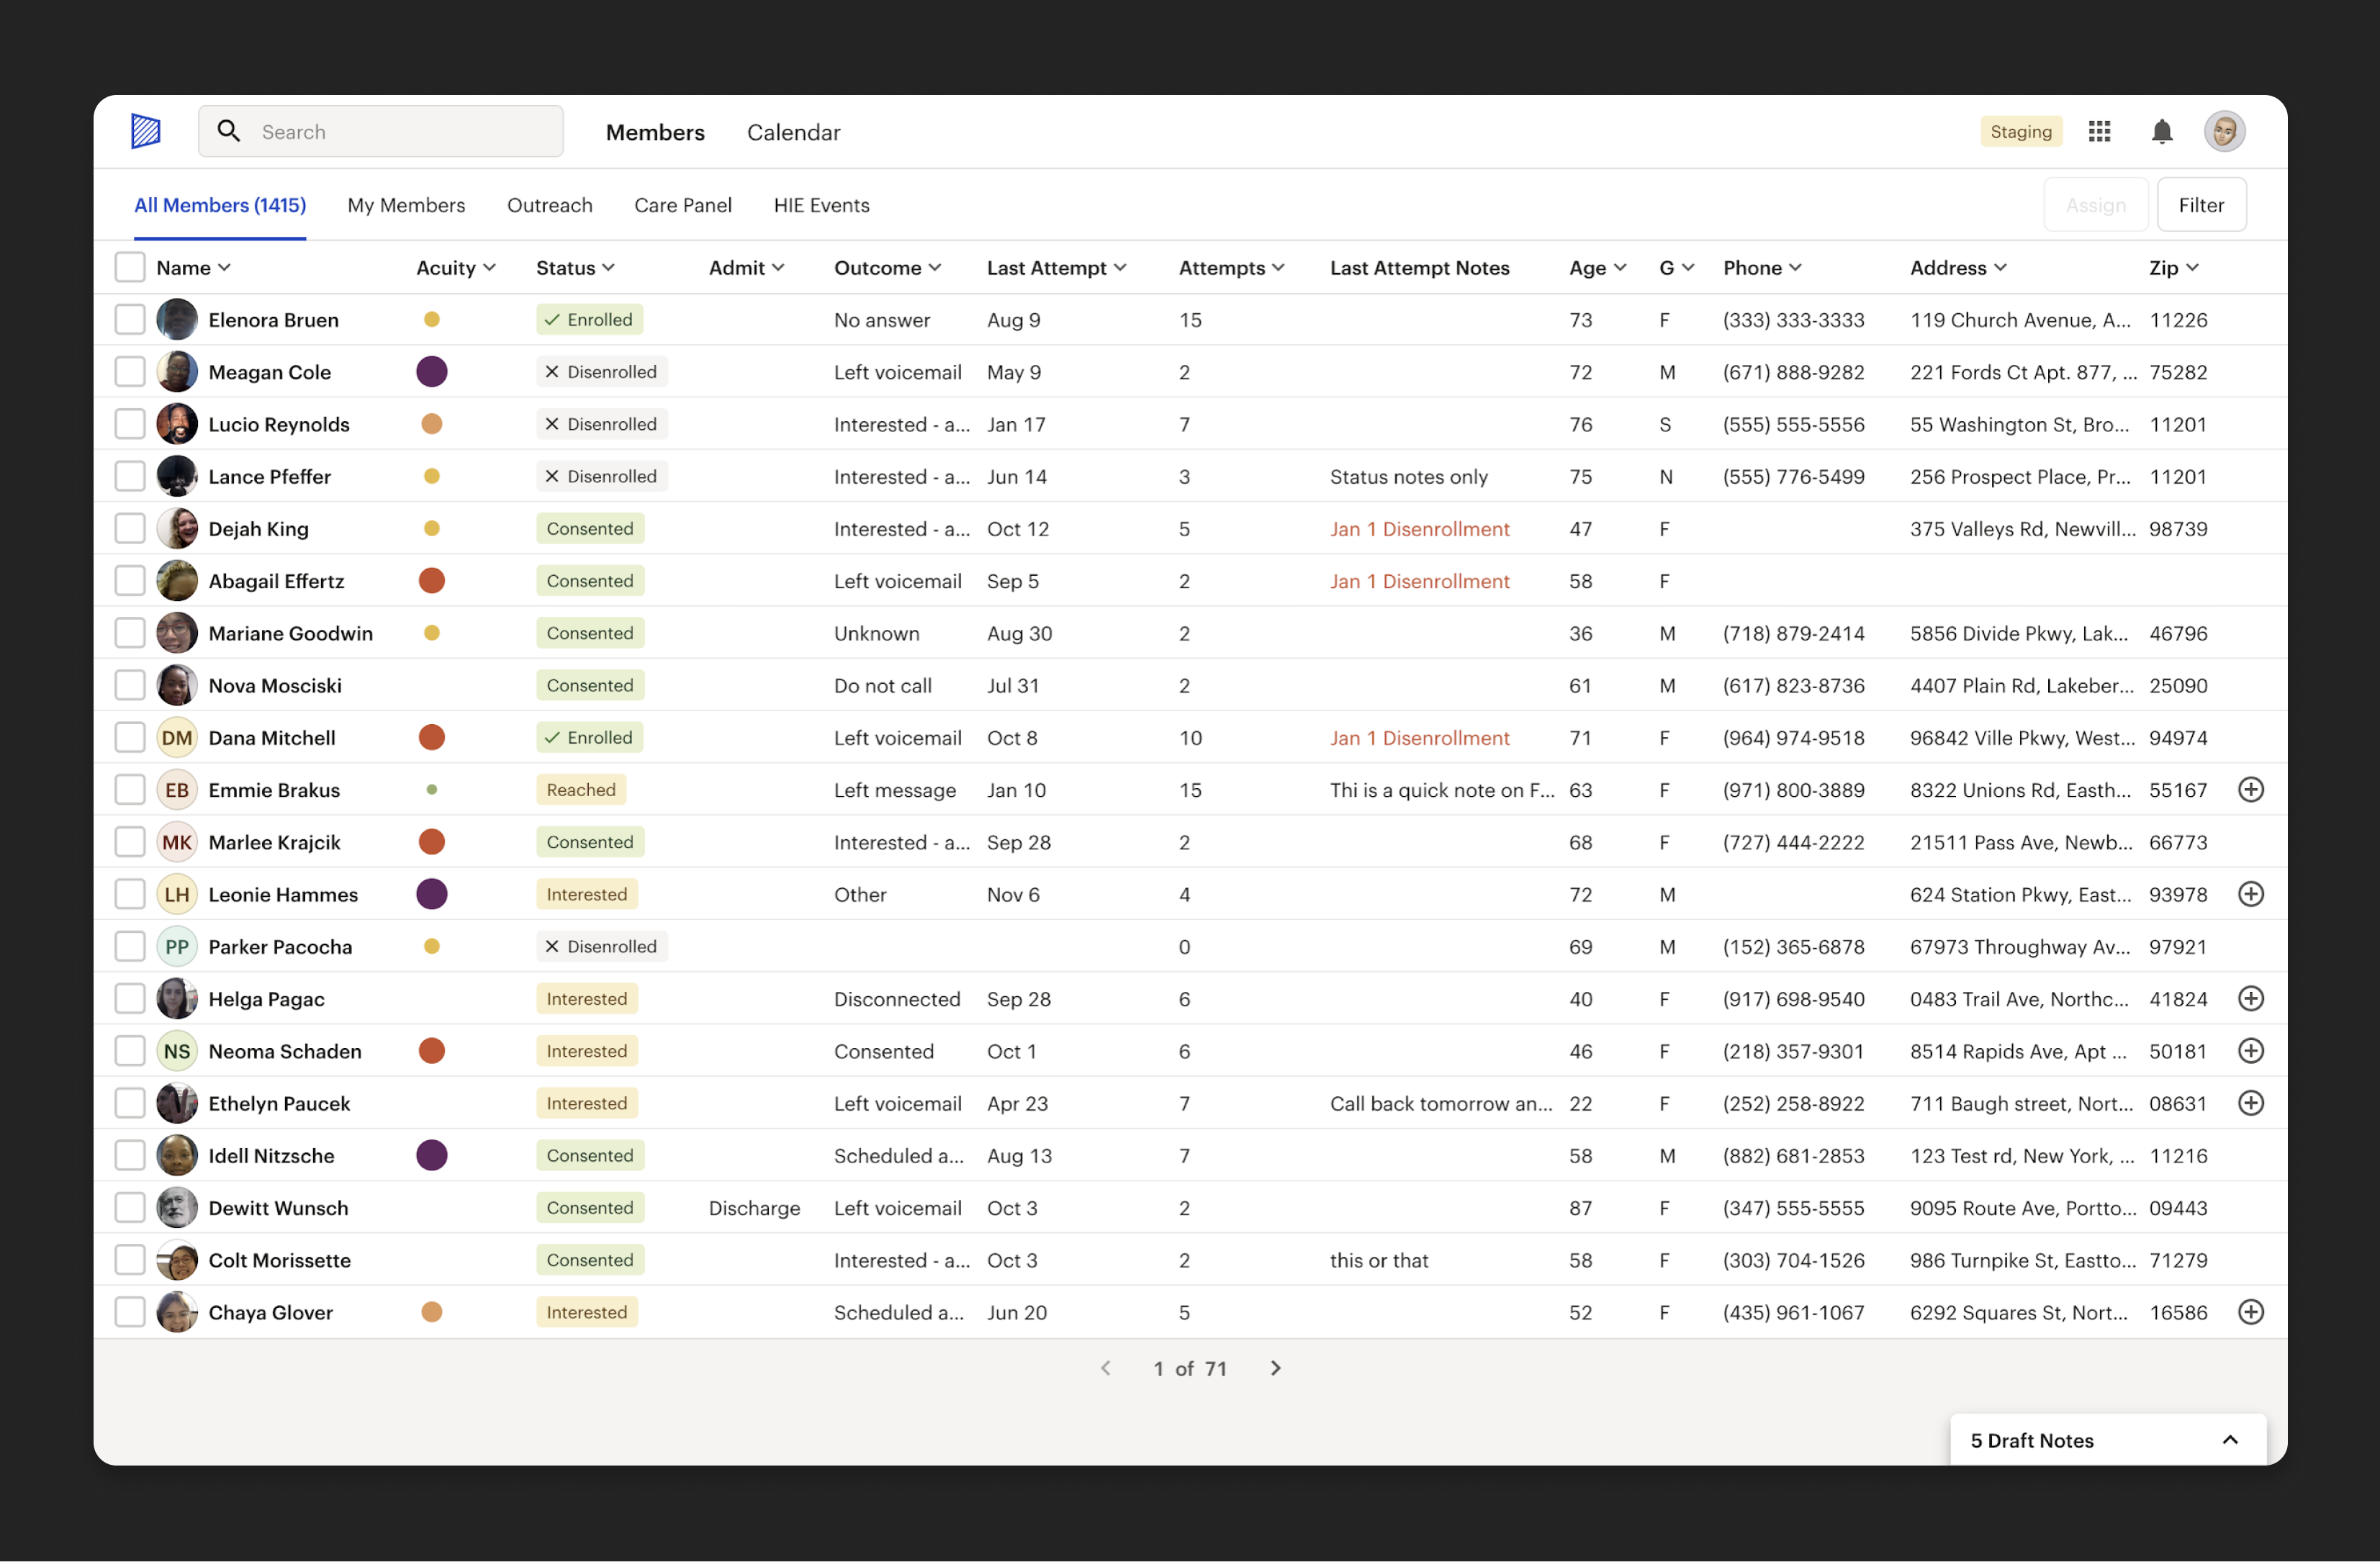 Search Members Calendar Staging
All Members (1415) My Members Outreach Care Panel HIE Events Assign Filter
Name Acuity Status Admit Outcome Last Attempt Attempts Last Attempt Notes Age G Phone Address Zip
Elenora Bruen Enrolled No answer Aug 9 15 73 F (333) 333-3333 119 Church Avenue, A... 11226
Meagan Cole Disenrolled Left voicemail May 9 2 72 M (671) 888-9282 221 Fords Ct Apt. 877, ... 75282
Lucio Reynolds Disenrolled Interested - a... Jan 17 7 76 S (555) 555-5556 55 Washington St, Bro... 11201
Lance Pfeffer Disenrolled Interested - a... Jun 14 3 Status notes only 75 N (555) 776-5499 256 Prospect Place, Pr... 11201
Dejah King Consented Interested - a... Oct 12 5 Jan 1 Disenrollment 47 F 375 Valleys Rd, Newvill... 98739
Abagail Effertz Consented Left voicemail Sep 5 2 Jan 1 Disenrollment 58 F
Mariane Goodwin Consented Unknown Aug 30 2 36 M (718) 879-2414 5856 Divide Pkwy, Lak... 46796
Nova Mosciski Consented Do not call Jul 31 2 61 M (617) 823-8736 4407 Plain Rd, Lakeber... 25090
DM Dana Mitchell Enrolled Left voicemail Oct 8 10 Jan 1 Disenrollment 71 F (964) 974-9518 96842 Ville Pkwy, West... 94974
EB Emmie Brakus Reached Left message Jan 10 15 Thi is a quick note on F... 63 F (971) 800-3889 8322 Unions Rd, Easth... 55167
MK Marlee Krajcik Consented Interested - a... Sep 28 2 68 F (727) 444-2222 21511 Pass Ave, Newb... 66773
LH Leonie Hammes Interested Other Nov 6 4 72 M 624 Station Pkwy, East... 93978
PP Parker Pacocha Disenrolled 0 69 M (152) 365-6878 67973 Throughway Av... 97921
Helga Pagac Interested Disconnected Sep 28 6 40 F (917) 698-9540 0483 Trail Ave, Northc... 41824
NS Neoma Schaden Interested Consented Oct 1 6 46 F (218) 357-9301 8514 Rapids Ave, Apt ... 50181
Ethelyn Paucek Interested Left voicemail Apr 23 7 Call back tomorrow an... 22 F (252) 258-8922 711 Baugh street, Nort... 08631
Idell Nitzsche Consented Scheduled a... Aug 13 7 58 M (882) 681-2853 123 Test rd, New York, ... 11216
Dewitt Wunsch Consented Discharge Left voicemail Oct 3 2 87 F (347) 555-5555 9095 Route Ave, Portto... 09443
Colt Morissette Consented Interested - a... Oct 3 2 this or that 58 F (303) 704-1526 986 Turnpike St, Eastto... 71279
Chaya Glover Interested Scheduled a... Jun 20 5 52 F (435) 961-1067 6292 Squares St, Nort... 16586
1 of 71
5 Draft Notes